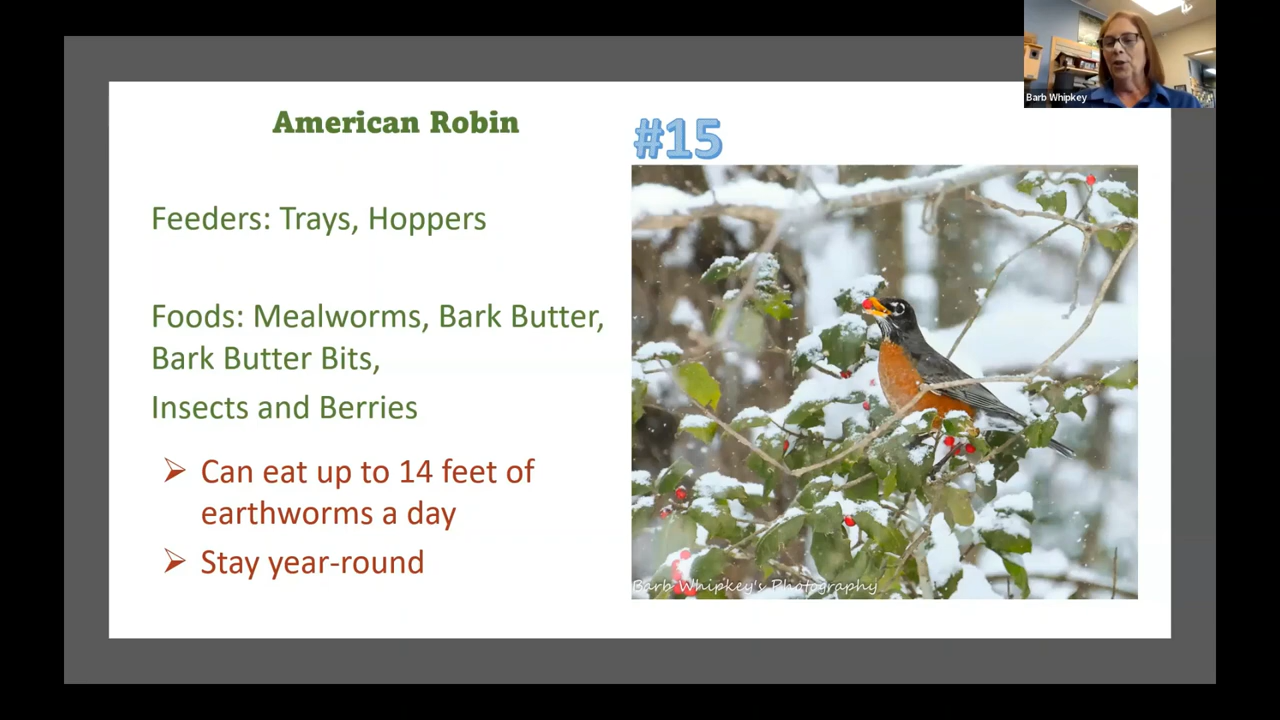 Barb Whipkey
American Robin
#15
Feeders: Trays, Hoppers
Foods: Mealworms, Bark Butter,
Bark Butter Bits,
Insects and Berries
Can eat up to 14 feet of
earthworms a day
Stay year-round
Barb Whipkey's Photography